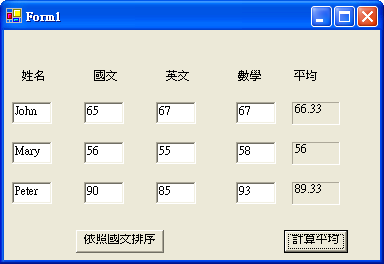 Form1
姓名 國文 英文 數學 平均
John 65 67 67 66.33
Mary 56 55 58 56
Peter 90 85 93 89.33
依照國文排序 計算平均